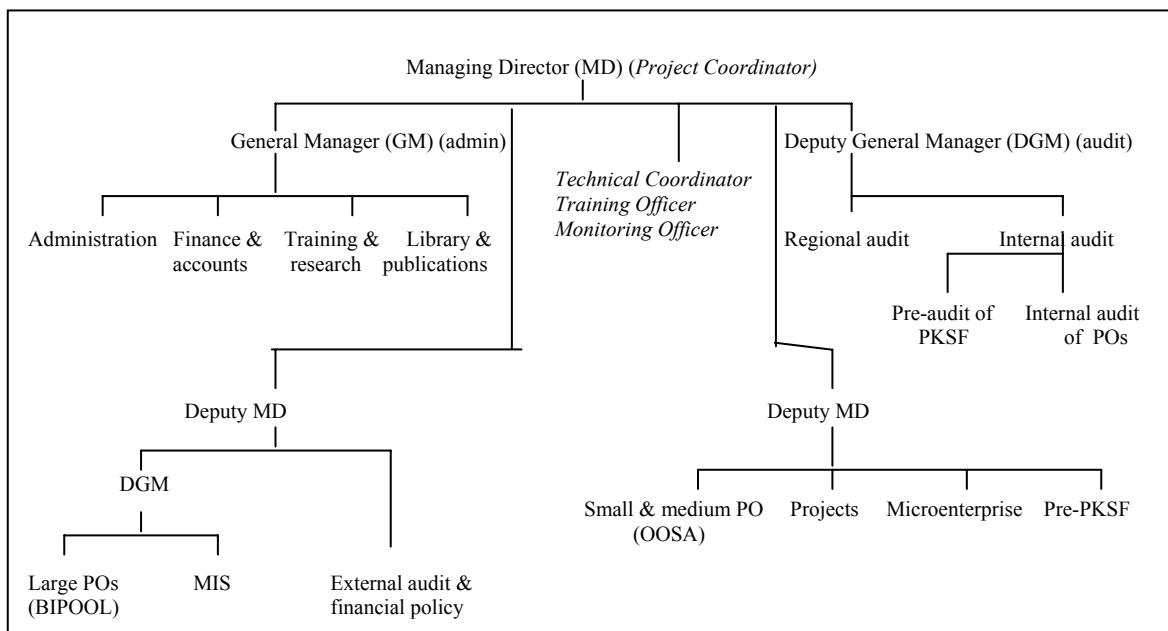 Managing Director (MD) (Project Coordinator)
General Manager (GM) (admin)
Deputy General Manager (DGM) (audit)
Technical Coordinator
Training Officer
Monitoring Officer
Administration
Finance &
accounts
Training &
research
Library &
publications
Regional audit
Internal audit
Pre-audit of
PKSF
Internal audit
of POs
Deputy MD
Deputy MD
DGM
Large POs
(BIPOOL)
MIS
External audit &
financial policy
Small & medium PO
(OOSA)
Projects
Microenterprise
Pre-PKSF